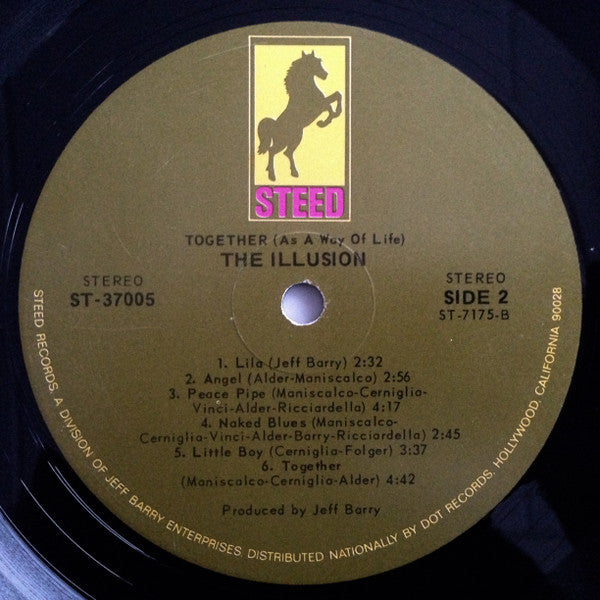 STEED
TOGETHER (As A Way Of Life)
THE ILLUSION
STEREO
ST-37005
STEREO
SIDE 2
ST-7175-B
1. Lila (Jeff Barry) 2:32
2. Angel (Alder-Maniscalco) 2:56
3. Peace Pipe (Maniscalco-Cerniglia-
Vinci-Alder-Ricciardella) 4:17
4. Naked Blues (Maniscalco-
Cerniglia-Vinci-Alder-Barry-Ricciardella) 2:45
5. Little Boy (Cerniglia-Folger) 3:37
6. Together
(Maniscalco-Cerniglia-Alder) 4:42
Produced by Jeff Barry
STEED RECORDS, A DIVISION OF JEFF BARRY ENTERPRISES, DISTRIBUTED NATIONALLY BY DOT RECORDS, HOLLYWOOD, CALIFORNIA 90028